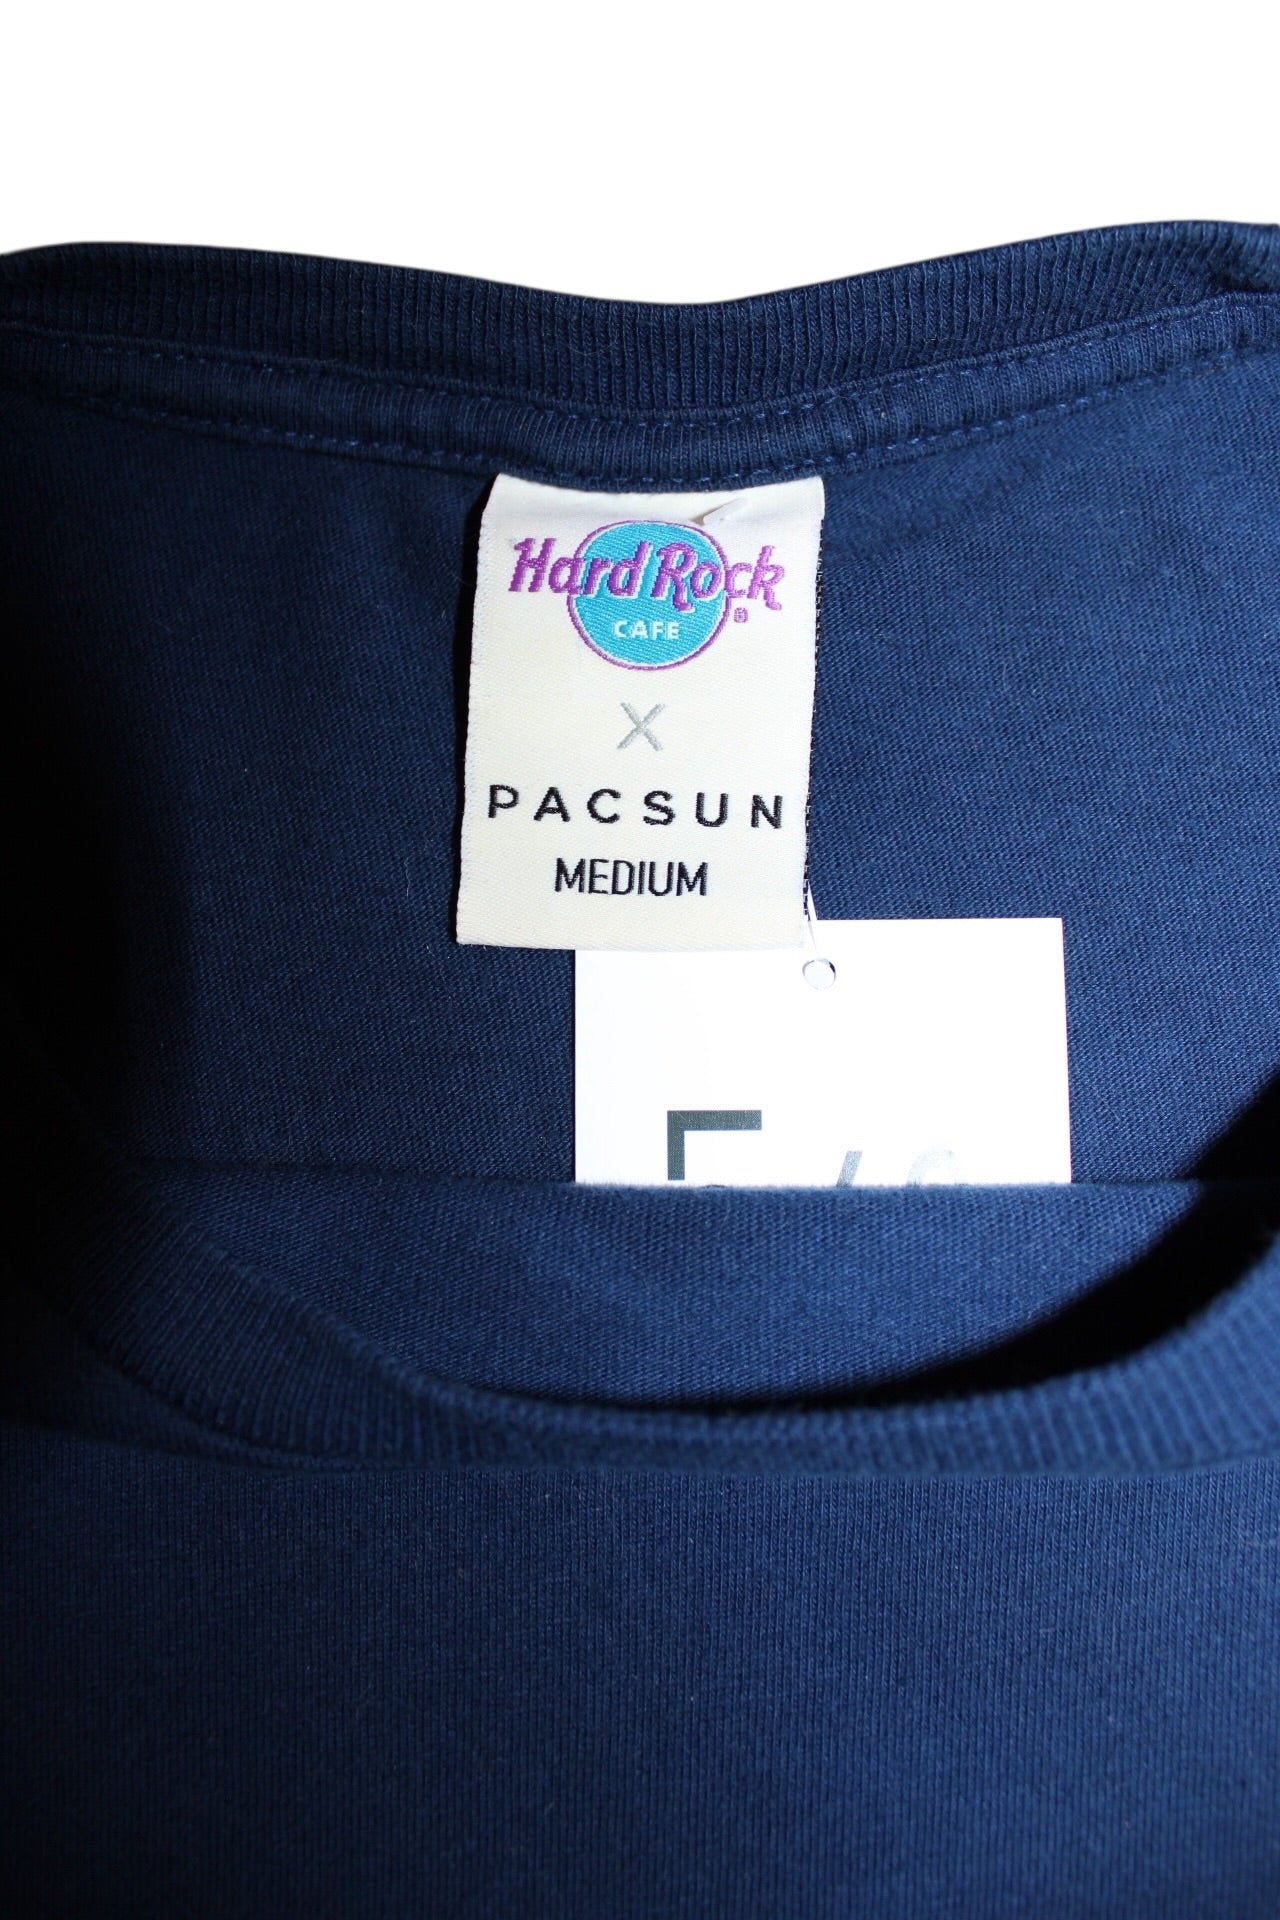 Hard Rock®
CAFE
X
PACSUN
MEDIUM